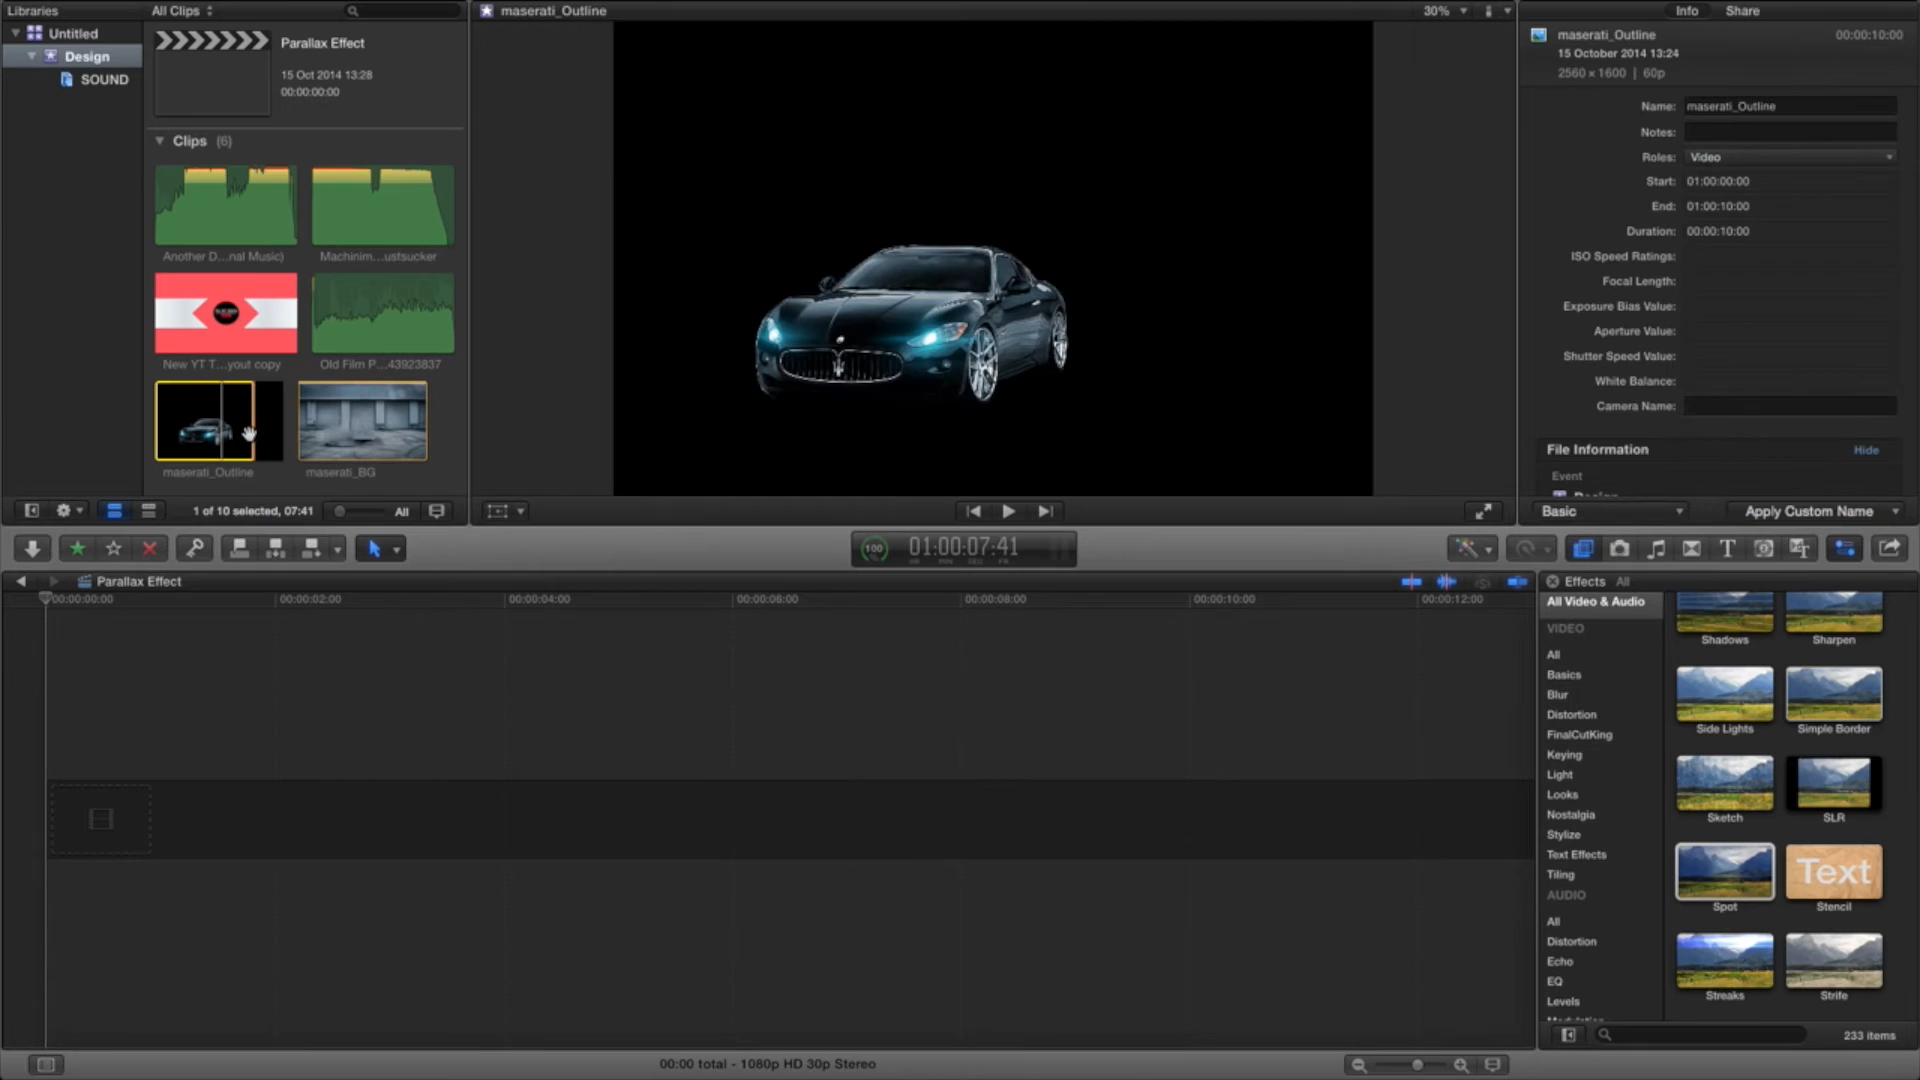 Libraries
All Clips
maserati_Outline
30%
Info
Share
Untitled
Design
SOUND
Parallax Effect
15 Oct 2014 13:28
00:00:00:00
Clips (6)
Another D...nal Music)
Machinim...ustsucker
New YT T...yout copy
Old Film P...43923837
maserati_Outline
maserati_BG
maserati_Outline
00:00:10:00
15 October 2014 13:24
2560 × 1600 | 60p
Name: maserati_Outline
Notes:
Roles: Video
Start: 01:00:00:00
End: 01:00:10:00
Duration: 00:00:10:00
ISO Speed Ratings:
Focal Length:
Exposure Bias Value:
Aperture Value:
Shutter Speed Value:
White Balance:
Camera Name:
File Information
Hide
Event
1 of 10 selected, 07:41
All
Basic
Apply Custom Name
100
01:00:07:41
HR MIN SEC FR
Parallax Effect
00:00:00:00
00:00:02:00
00:00:04:00
00:00:06:00
00:00:08:00
00:00:10:00
00:00:12:00
Effects All
All Video & Audio
VIDEO
All
Basics
Blur
Distortion
FinalCutKing
Keying
Light
Looks
Nostalgia
Stylize
Text Effects
Tiling
AUDIO
All
Distortion
Echo
EQ
Levels
Shadows
Sharpen
Side Lights
Simple Border
Sketch
SLR
Spot
Text
Stencil
Streaks
Strife
233 items
00:00 total - 1080p HD 30p Stereo